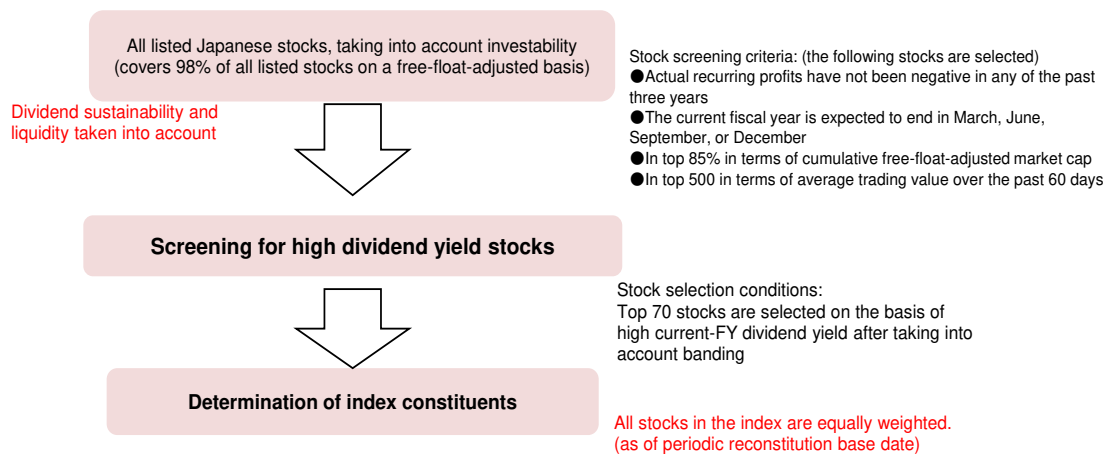 All listed Japanese stocks, taking into account investability
(covers 98% of all listed stocks on a free-float-adjusted basis)
Dividend sustainability and
liquidity taken into account
Stock screening criteria: (the following stocks are selected)
●Actual recurring profits have not been negative in any of the past
three years
●The current fiscal year is expected to end in March, June,
September, or December
●In top 85% in terms of cumulative free-float-adjusted market cap
●In top 500 in terms of average trading value over the past 60 days
Screening for high dividend yield stocks
Stock selection conditions:
Top 70 stocks are selected on the basis of
high current-FY dividend yield after taking into
account banding
Determination of index constituents
All stocks in the index are equally weighted.
(as of periodic reconstitution base date)